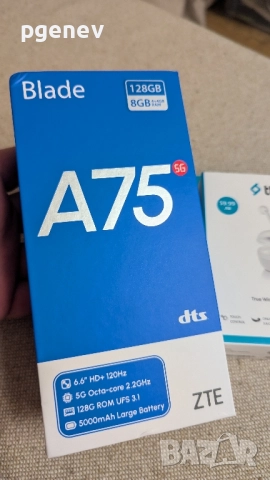 pgenev
Blade
128GB
8GB
A75
5G
dts
6.6" HD+ 120Hz
5G Octa-core 2.2GHz
128G ROM UFS 3.1
5000mAh Large Battery
ZTE
BAZAR